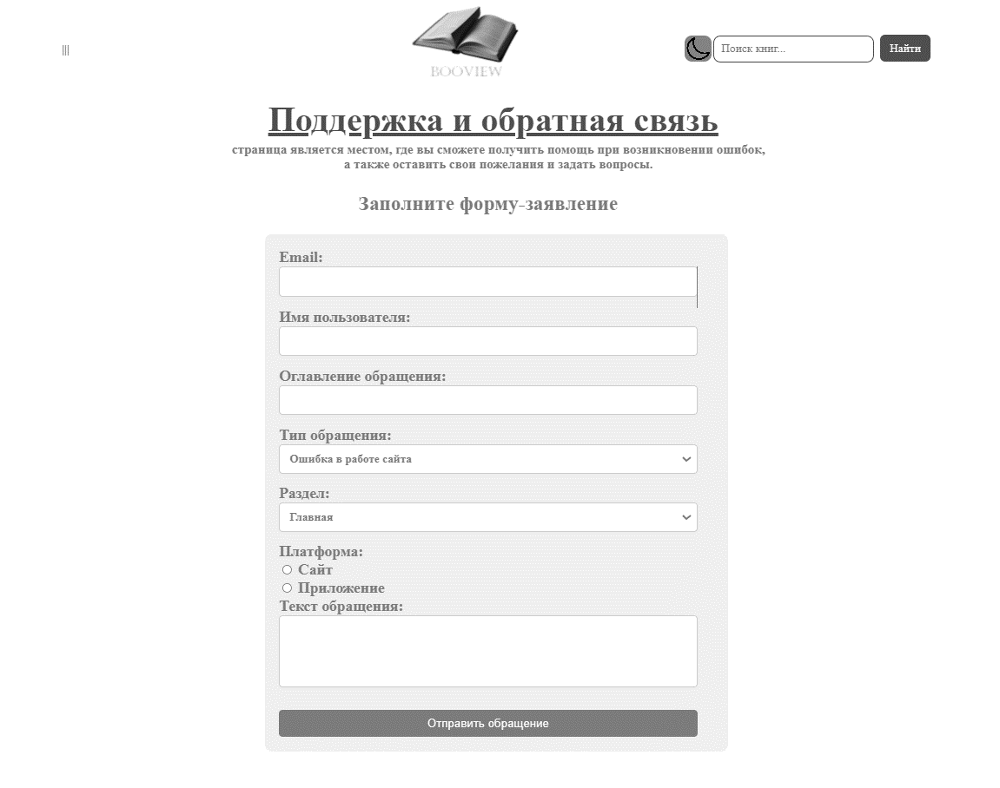 |||
BOOVIEW
Поиск книг...
Найти
Поддержка и обратная связь
страница является местом, где вы сможете получить помощь при возникновении ошибок,
а также оставить свои пожелания и задать вопросы.
Заполните форму-заявление
Email:
Имя пользователя:
Оглавление обращения:
Тип обращения:
Ошибка в работе сайта
Раздел:
Главная
Платформа:
Сайт
Приложение
Текст обращения:
Отправить обращение